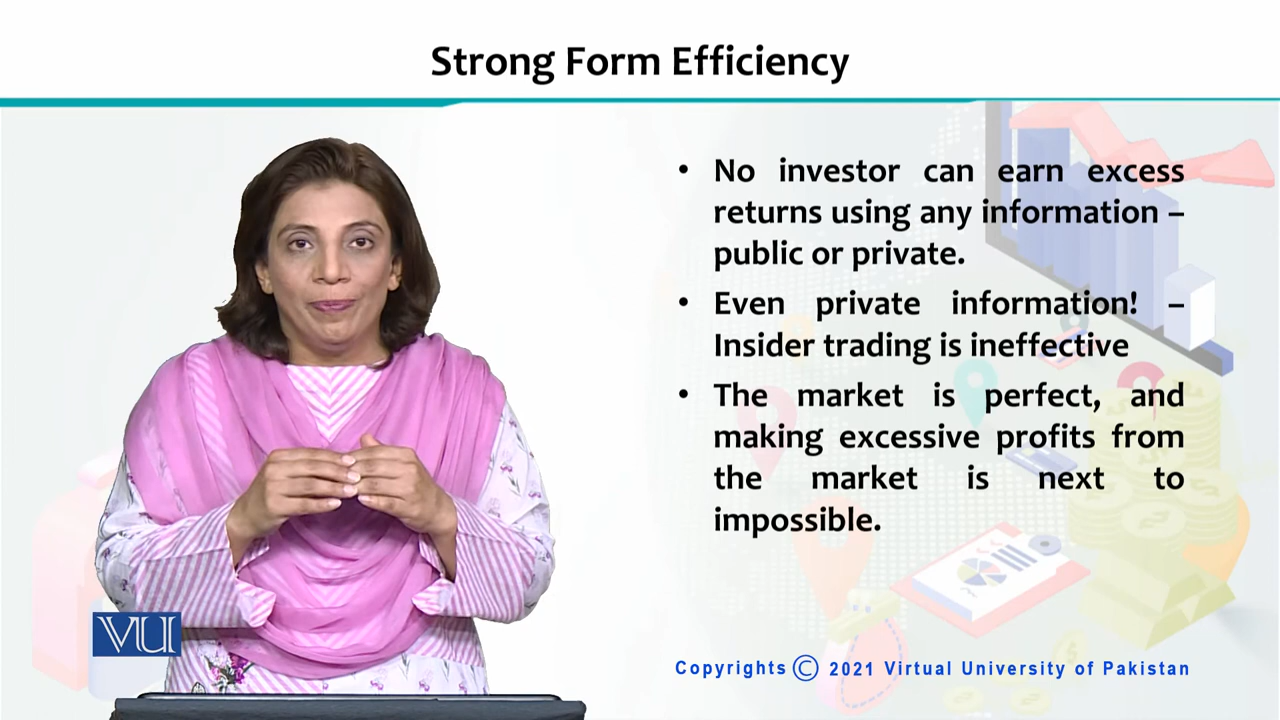 Strong Form Efficiency
• No investor can earn excess
returns using any information –
public or private.
• Even private information! –
Insider trading is ineffective
• The market is perfect, and
making excessive profits from
the market is next to
impossible.
VU
Copyrights © 2021 Virtual University of Pakistan